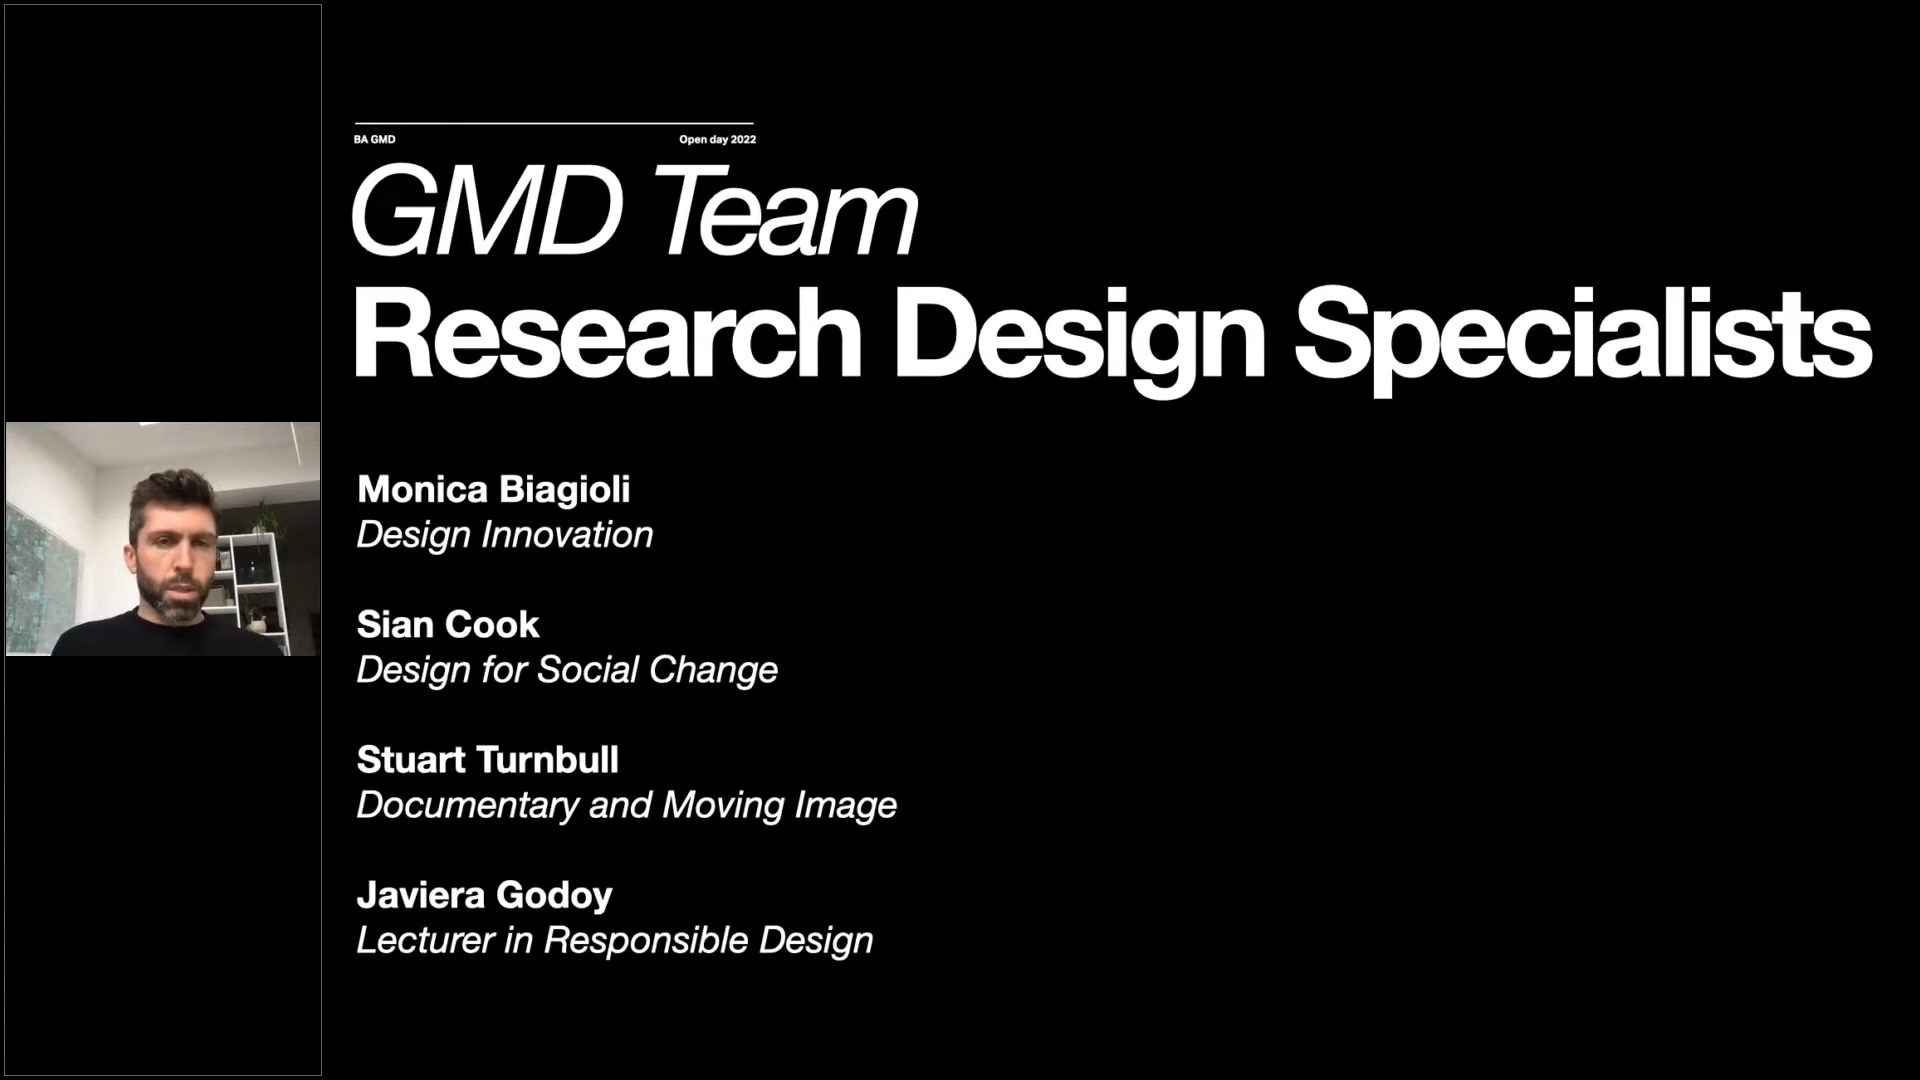 BA GMD
Open day 2022
GMD Team
Research Design Specialists
Monica Biagioli
Design Innovation
Sian Cook
Design for Social Change
Stuart Turnbull
Documentary and Moving Image
Javiera Godoy
Lecturer in Responsible Design